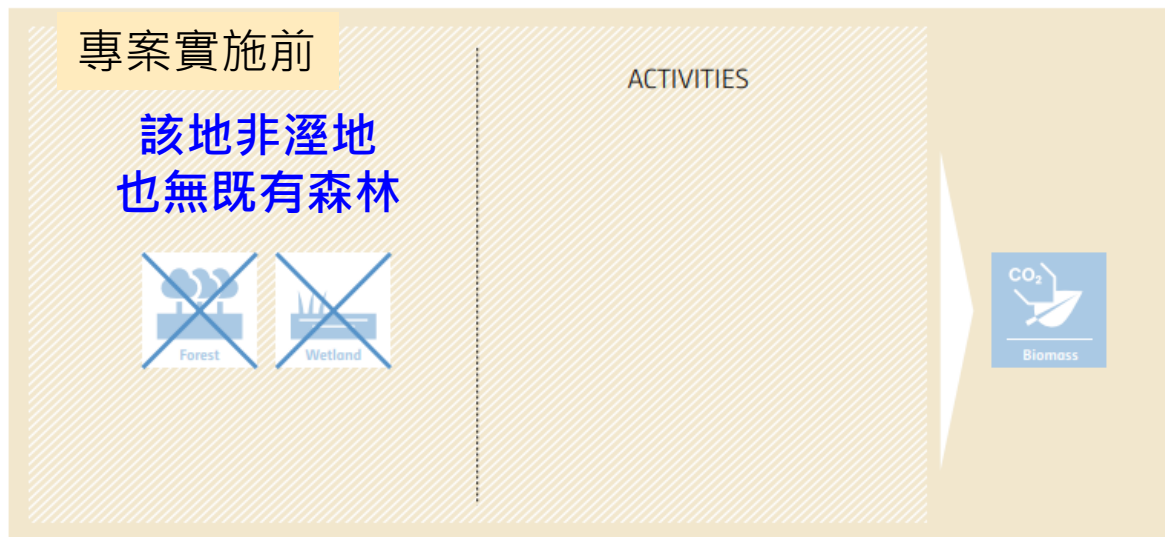 專案實施前
ACTIVITIES
該地非溼地
也無既有森林
Forest
Wetland
CO₂
Biomass